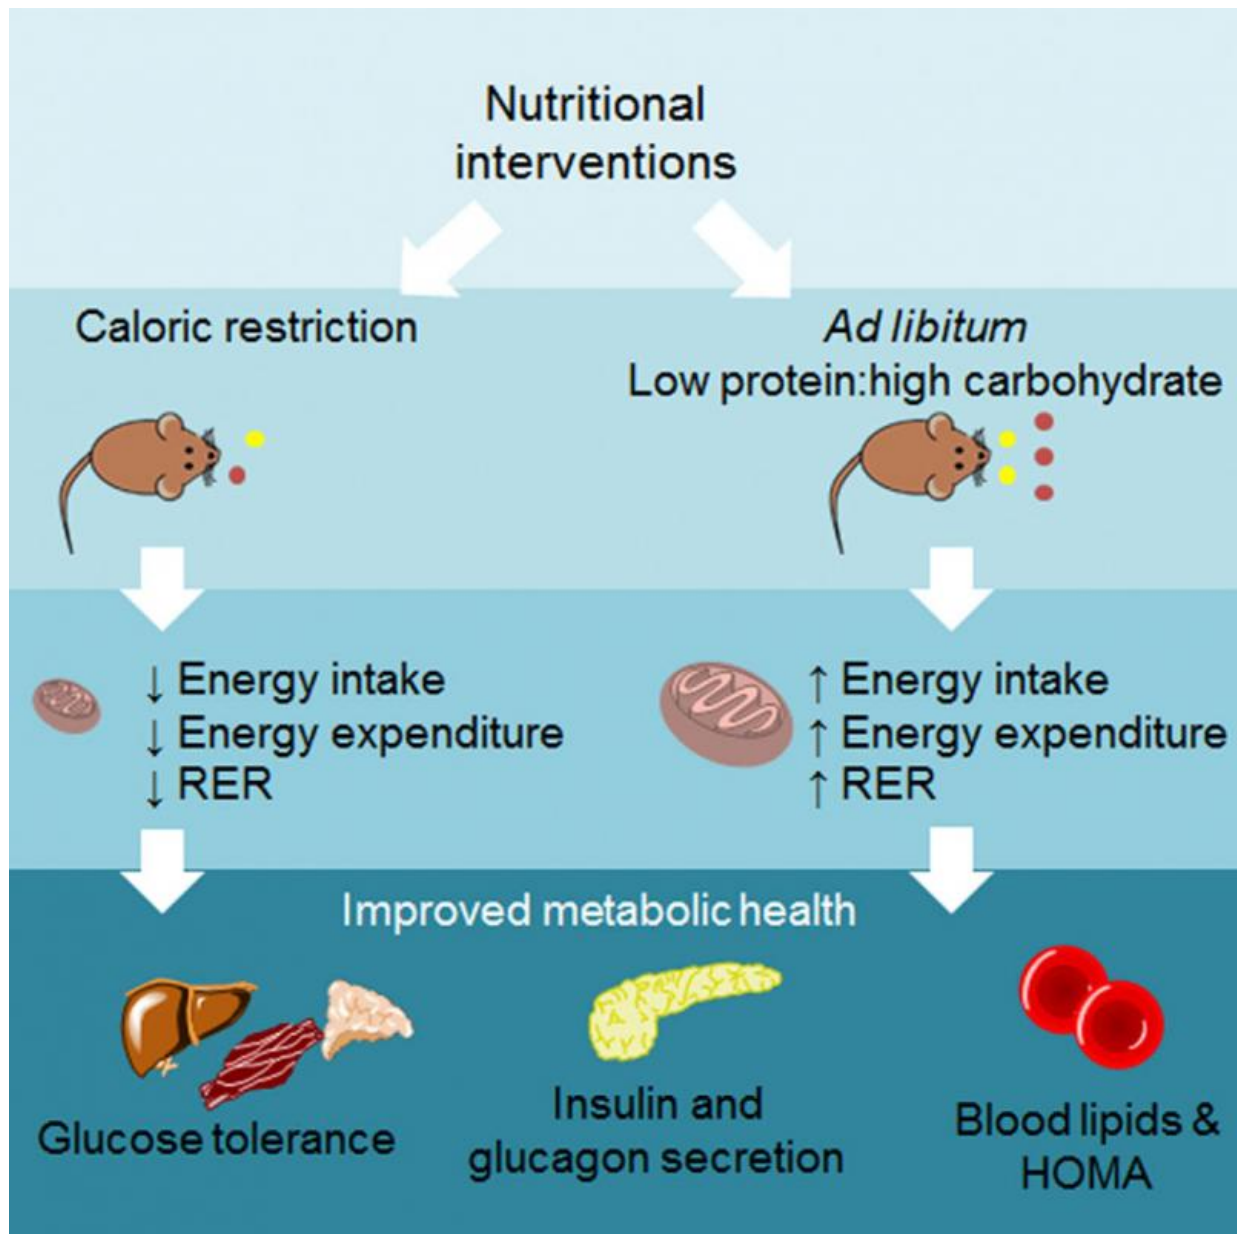 Nutritional
interventions
Caloric restriction
Ad libitum
Low protein:high carbohydrate
↓ Energy intake
↓ Energy expenditure
↓ RER
↑ Energy intake
↑ Energy expenditure
↑ RER
Improved metabolic health
Glucose tolerance
Insulin and
glucagon secretion
Blood lipids &
HOMA